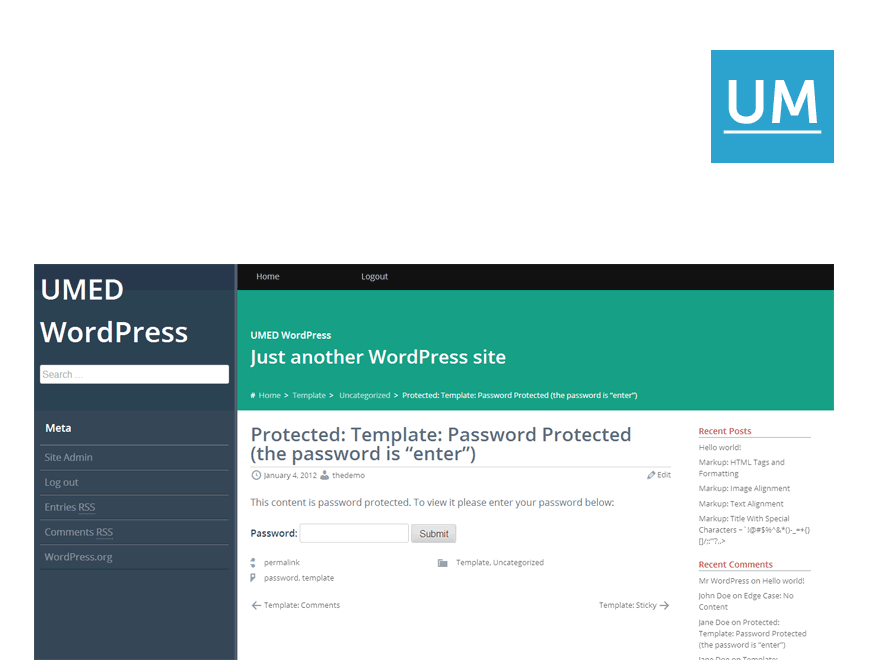 UM
UMED
WordPress
Search ...
Meta
Site Admin
Log out
Entries RSS
Comments RSS
WordPress.org
Home
Logout
UMED WordPress
Just another WordPress site
# Home > Template > Uncategorized > Protected: Template: Password Protected (the password is “enter”)
Protected: Template: Password Protected
(the password is “enter”)
January 4, 2012 thedemo
Edit
This content is password protected. To view it please enter your password below:
Password:
Submit
permalink
Template, Uncategorized
password, template
Template: Comments
Template: Sticky
Recent Posts
Hello world!
Markup: HTML Tags and
Formatting
Markup: Image Alignment
Markup: Text Alignment
Markup: Title With Special
Recent Comments
Mr WordPress on Hello world!
John Doe on Edge Case: No
Content
Jane Doe on Protected:
Template: Password Protected
(the password is “enter”)
Jane Doe on Template: